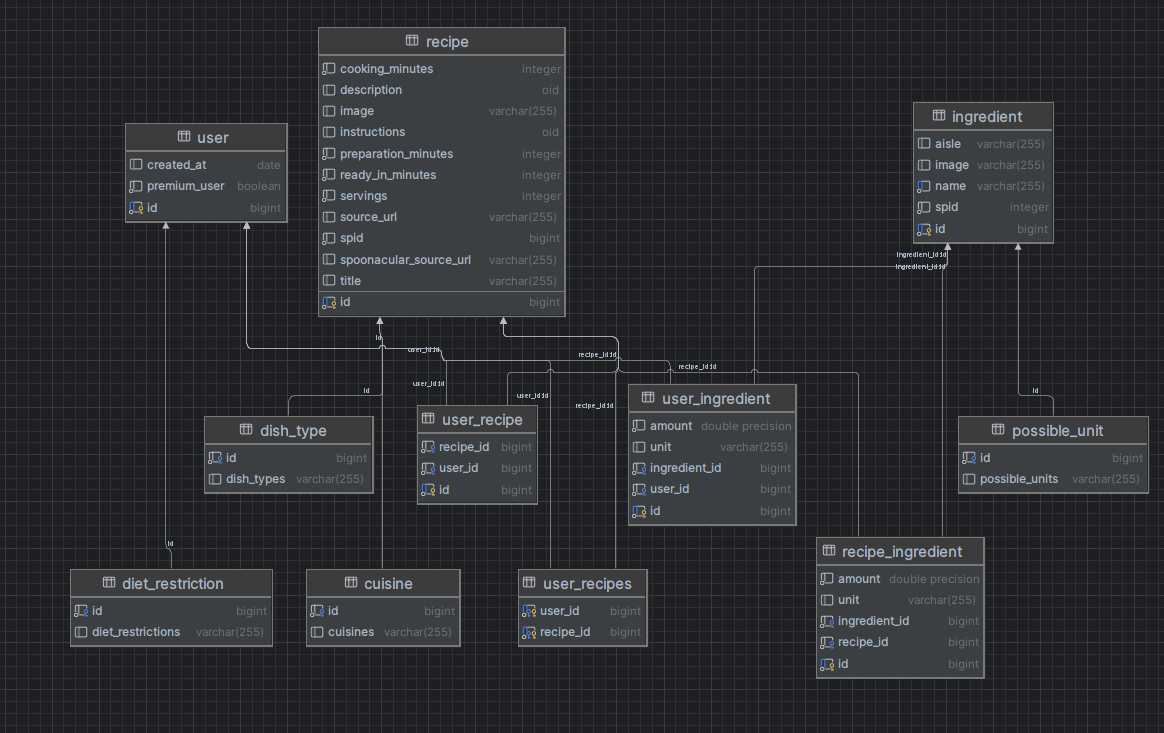 recipe
cooking_minutes integer
description oid
image varchar(255)
instructions oid
preparation_minutes integer
ready_in_minutes integer
servings integer
source_url varchar(255)
spid bigint
spoonacular_source_url varchar(255)
title varchar(255)
id bigint
user
created_at date
premium_user boolean
id bigint
ingredient
aisle varchar(255)
image varchar(255)
name varchar(255)
spid integer
id bigint
ingredient_id:id
ingredient_id:id
id
user_id:id
recipe_id:id
recipe_id:id
user_id:id
id
id
user_id:id
recipe_id:id
dish_type
id bigint
dish_types varchar(255)
user_recipe
recipe_id bigint
user_id bigint
id bigint
user_ingredient
amount double precision
unit varchar(255)
ingredient_id bigint
user_id bigint
id bigint
possible_unit
id bigint
possible_units varchar(255)
id
diet_restriction
id bigint
diet_restrictions varchar(255)
cuisine
id bigint
cuisines varchar(255)
user_recipes
user_id bigint
recipe_id bigint
recipe_ingredient
amount double precision
unit varchar(255)
ingredient_id bigint
recipe_id bigint
id bigint